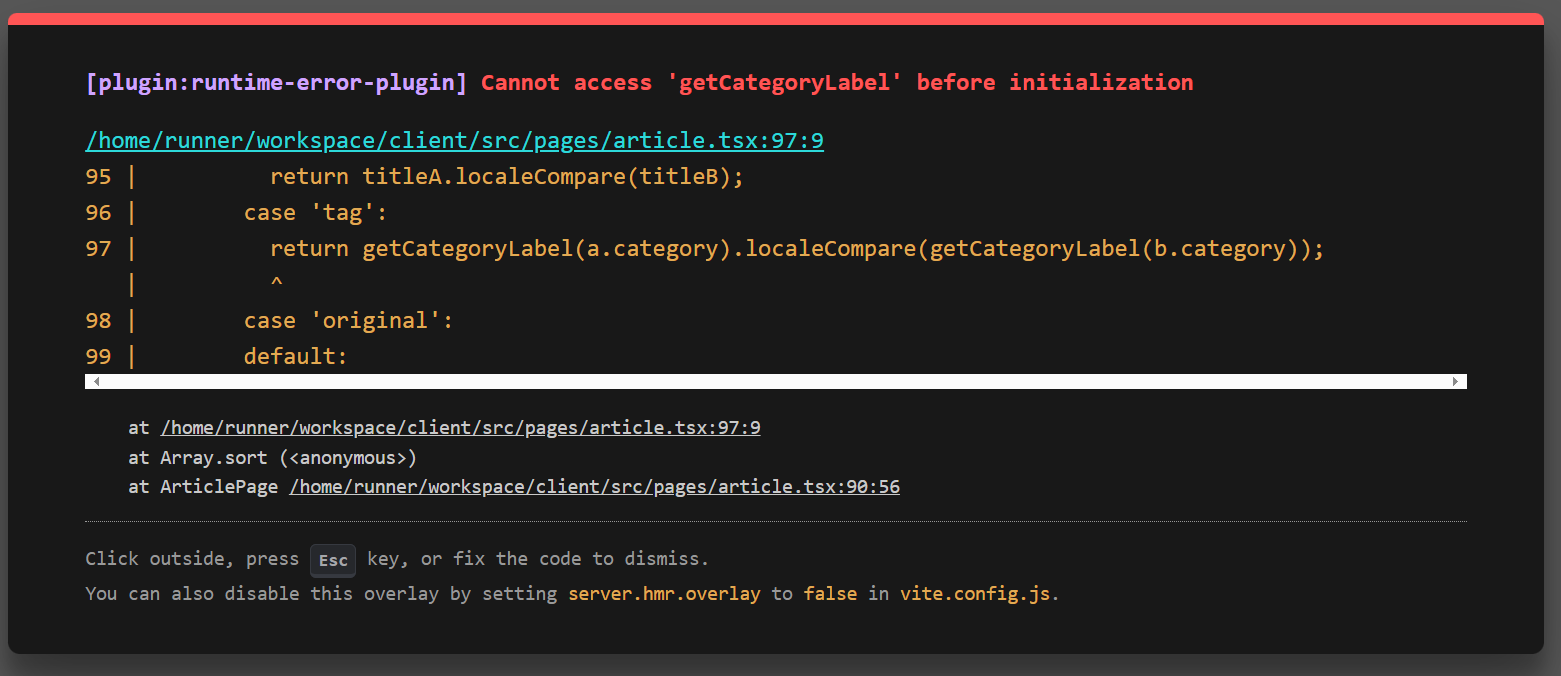 [plugin:runtime-error-plugin] Cannot access 'getCategoryLabel' before initialization
/home/runner/workspace/client/src/pages/article.tsx:97:9
95 |          return titleA.localeCompare(titleB);
96 |        case 'tag':
97 |          return getCategoryLabel(a.category).localeCompare(getCategoryLabel(b.category));
   |          ^
98 |        case 'original':
99 |        default:
at /home/runner/workspace/client/src/pages/article.tsx:97:9
at Array.sort (<anonymous>)
at ArticlePage /home/runner/workspace/client/src/pages/article.tsx:90:56
Click outside, press Esc key, or fix the code to dismiss.
You can also disable this overlay by setting server.hmr.overlay to false in vite.config.js.